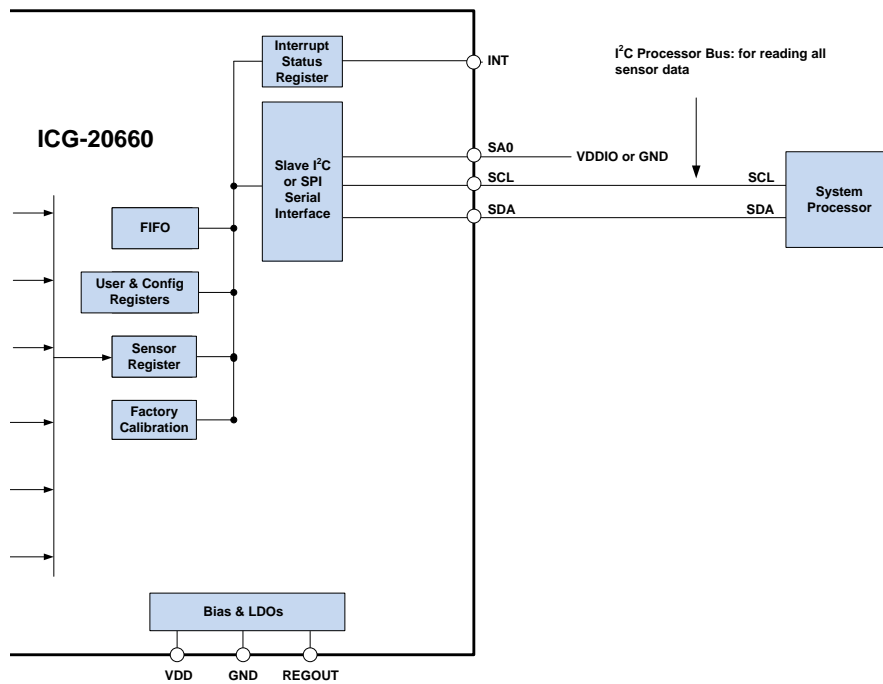 Interrupt
Status
Register
INT
I²C Processor Bus: for reading all
sensor data
ICG-20660
Slave I²C
or SPI
Serial
Interface
SA0
VDDIO or GND
SCL
SCL
SDA
SDA
System
Processor
FIFO
User & Config
Registers
Sensor
Register
Factory
Calibration
Bias & LDOs
VDD
GND
REGOUT